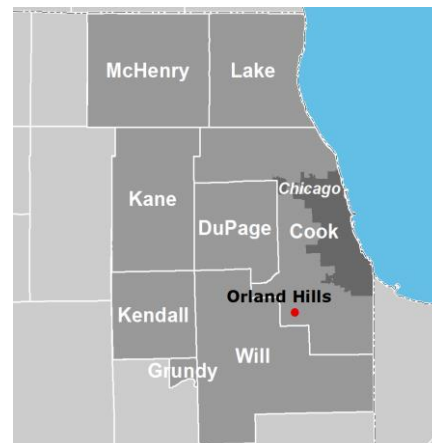 McHenry
Lake
Chicago
Kane
DuPage
Cook
Orland Hills
Kendall
Will
Grundy